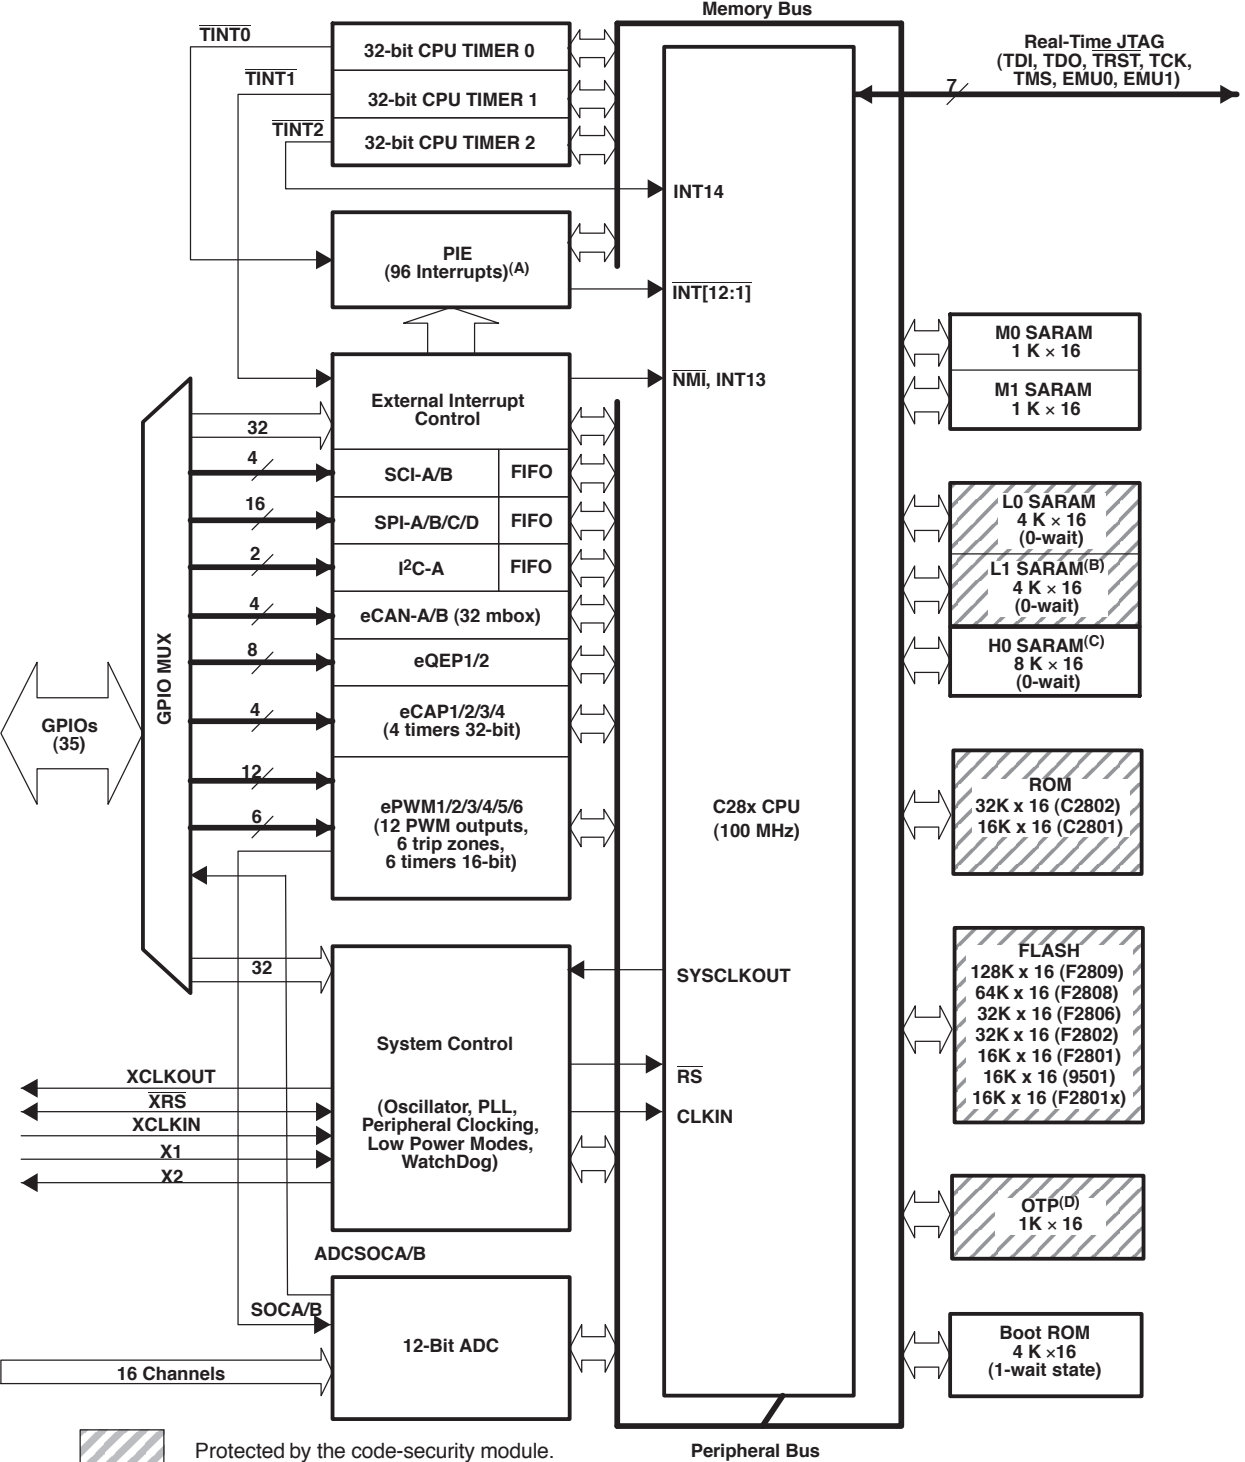 Memory Bus
TINT0
32-bit CPU TIMER 0
Real-Time JTAG
(TDI, TDO, TRST, TCK,
TMS, EMU0, EMU1)
7
TINT1
32-bit CPU TIMER 1
TINT2
32-bit CPU TIMER 2
INT14
PIE
(96 Interrupts)(A)
INT[12:1]
M0 SARAM
1 K × 16
M1 SARAM
1 K × 16
NMI, INT13
External Interrupt
Control
32
4
SCI-A/B
FIFO
16
SPI-A/B/C/D
FIFO
2
I2C-A
FIFO
4
eCAN-A/B (32 mbox)
8
eQEP1/2
4
eCAP1/2/3/4
(4 timers 32-bit)
12
6
ePWM1/2/3/4/5/6
(12 PWM outputs,
6 trip zones,
6 timers 16-bit)
GPIO MUX
GPIOs
(35)
L0 SARAM
4 K × 16
(0-wait)
L1 SARAM(B)
4 K × 16
(0-wait)
H0 SARAM(C)
8 K × 16
(0-wait)
C28x CPU
(100 MHz)
ROM
32K x 16 (C2802)
16K x 16 (C2801)
FLASH
128K x 16 (F2809)
64K x 16 (F2808)
32K x 16 (F2806)
32K x 16 (F2802)
16K x 16 (F2801)
16K x 16 (9501)
16K x 16 (F2801x)
32
SYSCLKOUT
System Control
(Oscillator, PLL,
Peripheral Clocking,
Low Power Modes,
WatchDog)
RS
CLKIN
XCLKOUT
XRS
XCLKIN
X1
X2
OTP(D)
1K × 16
ADCSOCA/B
SOCA/B
12-Bit ADC
16 Channels
Boot ROM
4 K ×16
(1-wait state)
Protected by the code-security module.
Peripheral Bus